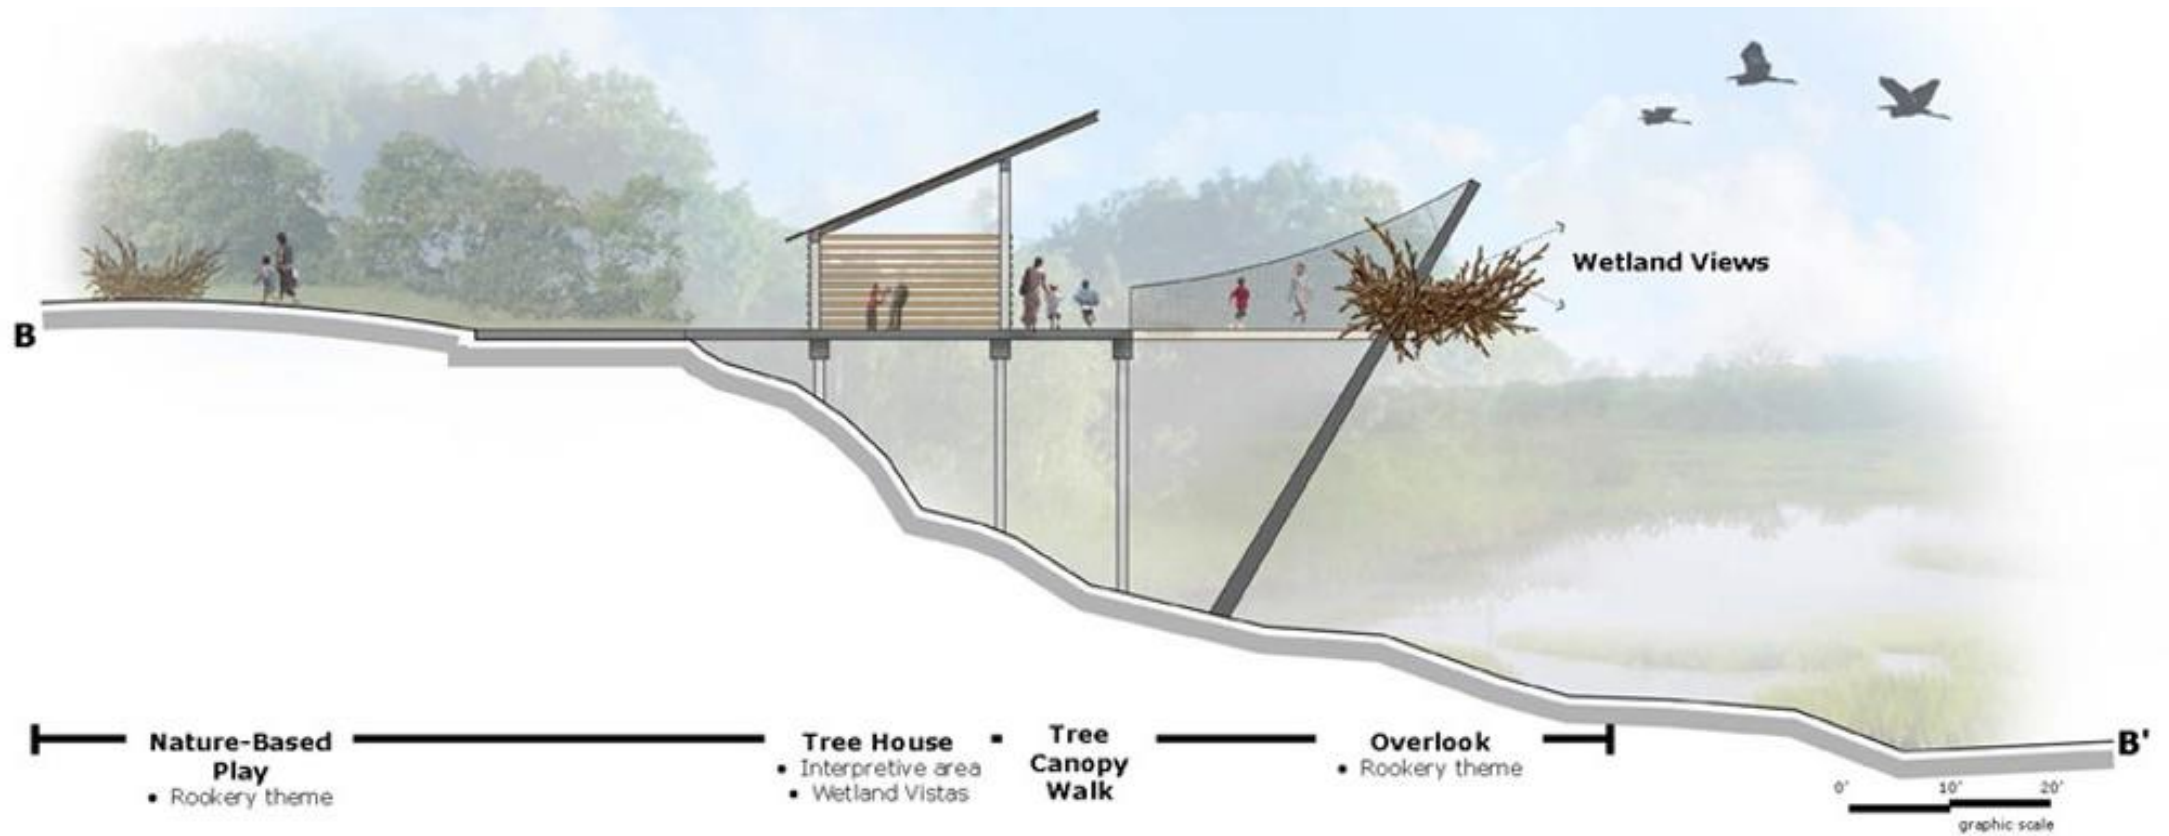 Wetland Views
B
Nature-Based
Play
• Rookery theme
Tree House
• Interpretive area
• Wetland Vistas
Tree
Canopy
Walk
Overlook
• Rookery theme
B'
0' 10' 20'
graphic scale